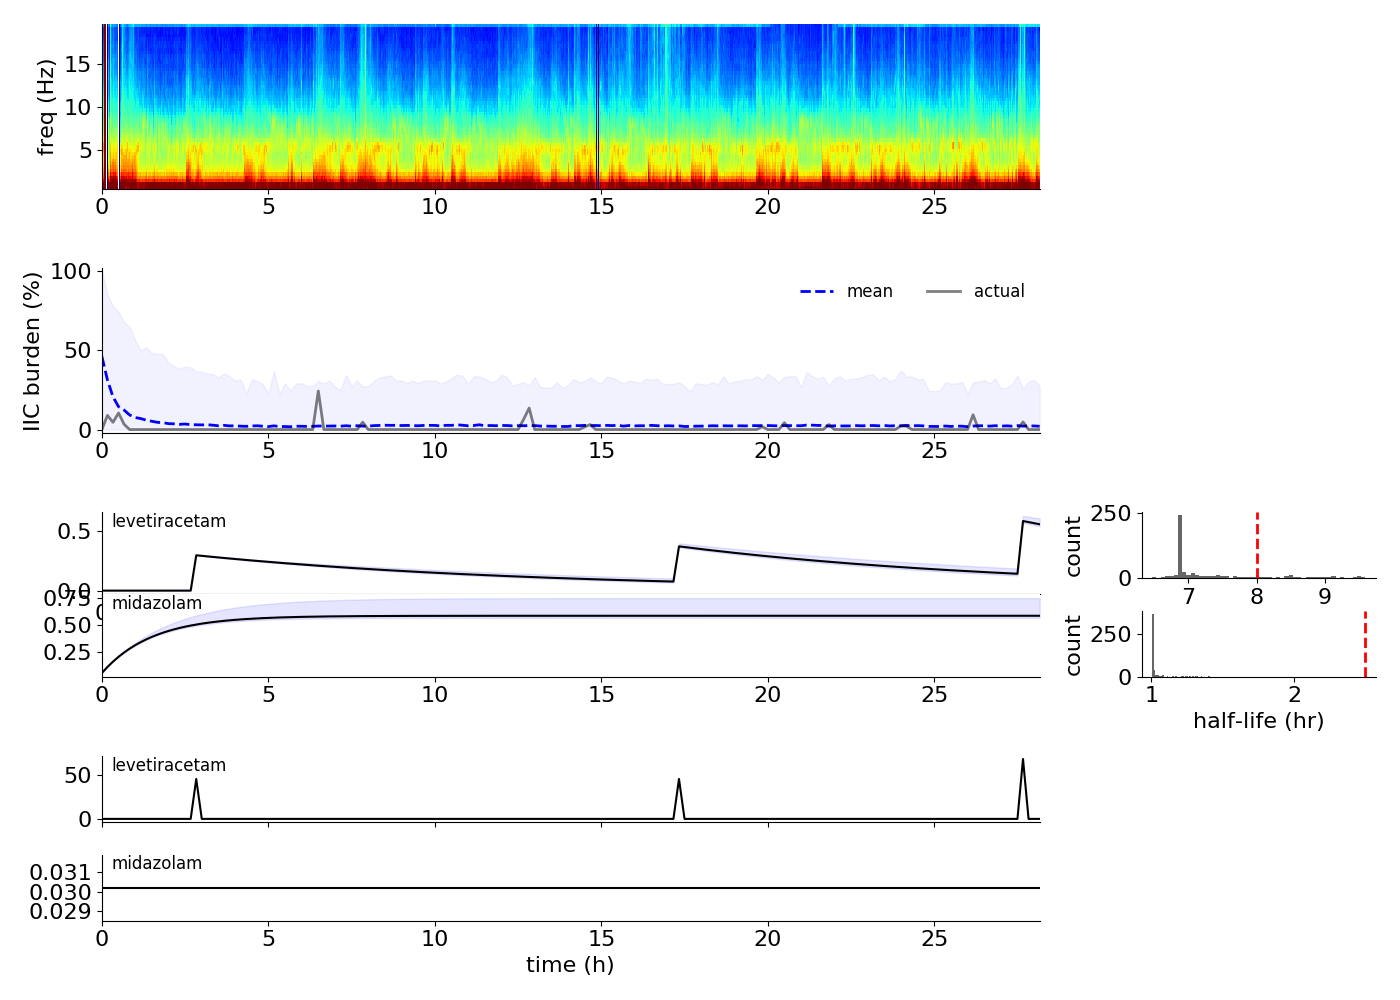 freq (Hz)
15
10
5
0 5 10 15 20 25
IIC burden (%)
100
50
0
mean actual
0 5 10 15 20 25
levetiracetam
0.5
0.0
0
midazolam
0.75
0.50
0.25
0 5 10 15 20 25
count
250
0
7 8 9
count
250
0
1 2
half-life (hr)
levetiracetam
50
0
midazolam
0.031
0.030
0.029
0 5 10 15 20 25
time (h)